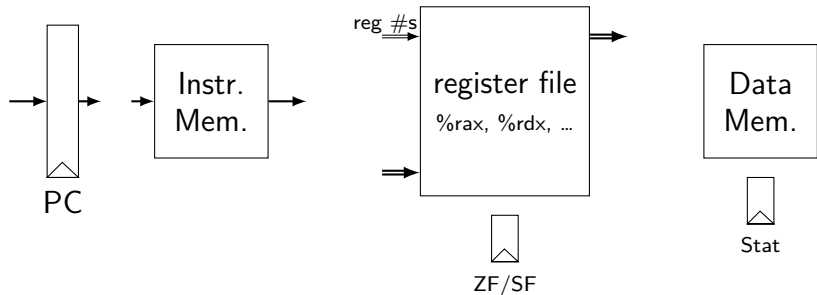 PC
Instr.
Mem.
reg #s
register file
%rax, %rdx, …
ZF/SF
Data
Mem.
Stat